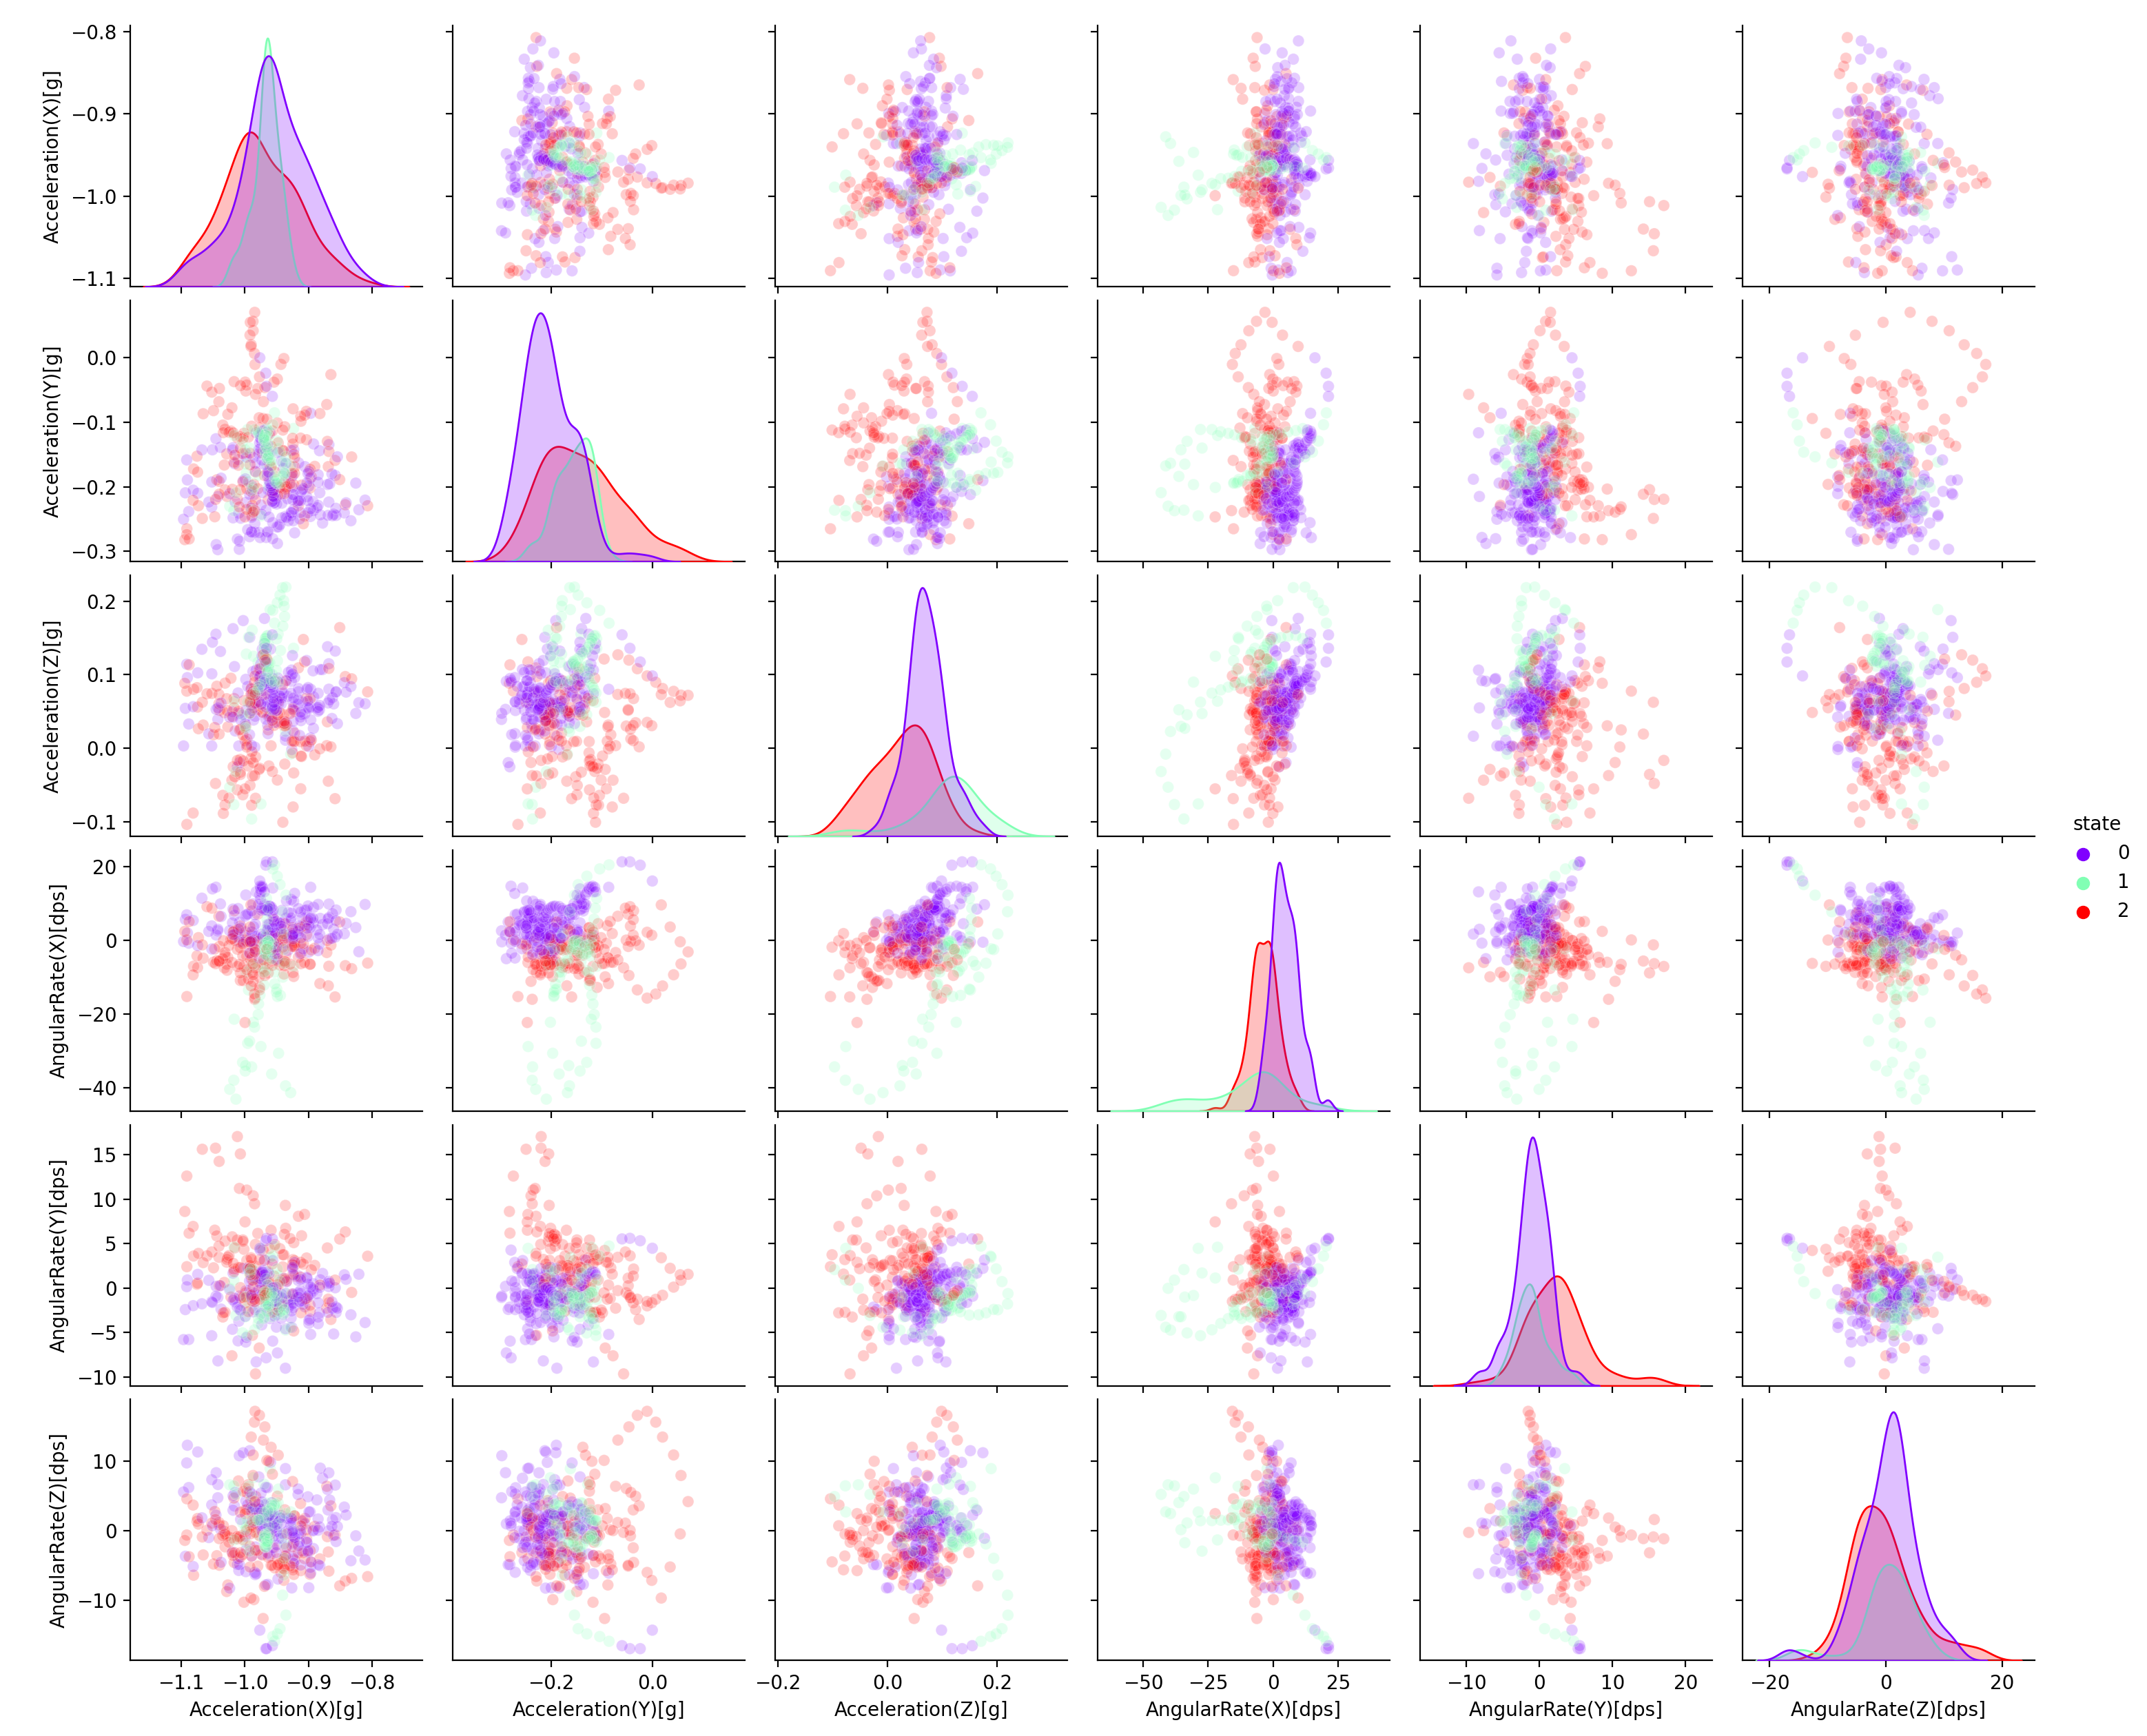 −0.8
−0.9
−1.0
−1.1
Acceleration(X)[g]
0.0
−0.1
−0.2
−0.3
Acceleration(Y)[g]
0.2
0.1
0.0
−0.1
Acceleration(Z)[g]
20
0
−20
−40
AngularRate(X)[dps]
15
10
5
0
−5
−10
AngularRate(Y)[dps]
10
0
−10
AngularRate(Z)[dps]
−1.1 −1.0 −0.9 −0.8
Acceleration(X)[g]
−0.2 0.0
Acceleration(Y)[g]
−0.2 0.0 0.2
Acceleration(Z)[g]
−50 −25 0 25
AngularRate(X)[dps]
−10 0 10 20
AngularRate(Y)[dps]
−20 0 20
AngularRate(Z)[dps]
state
0
1
2